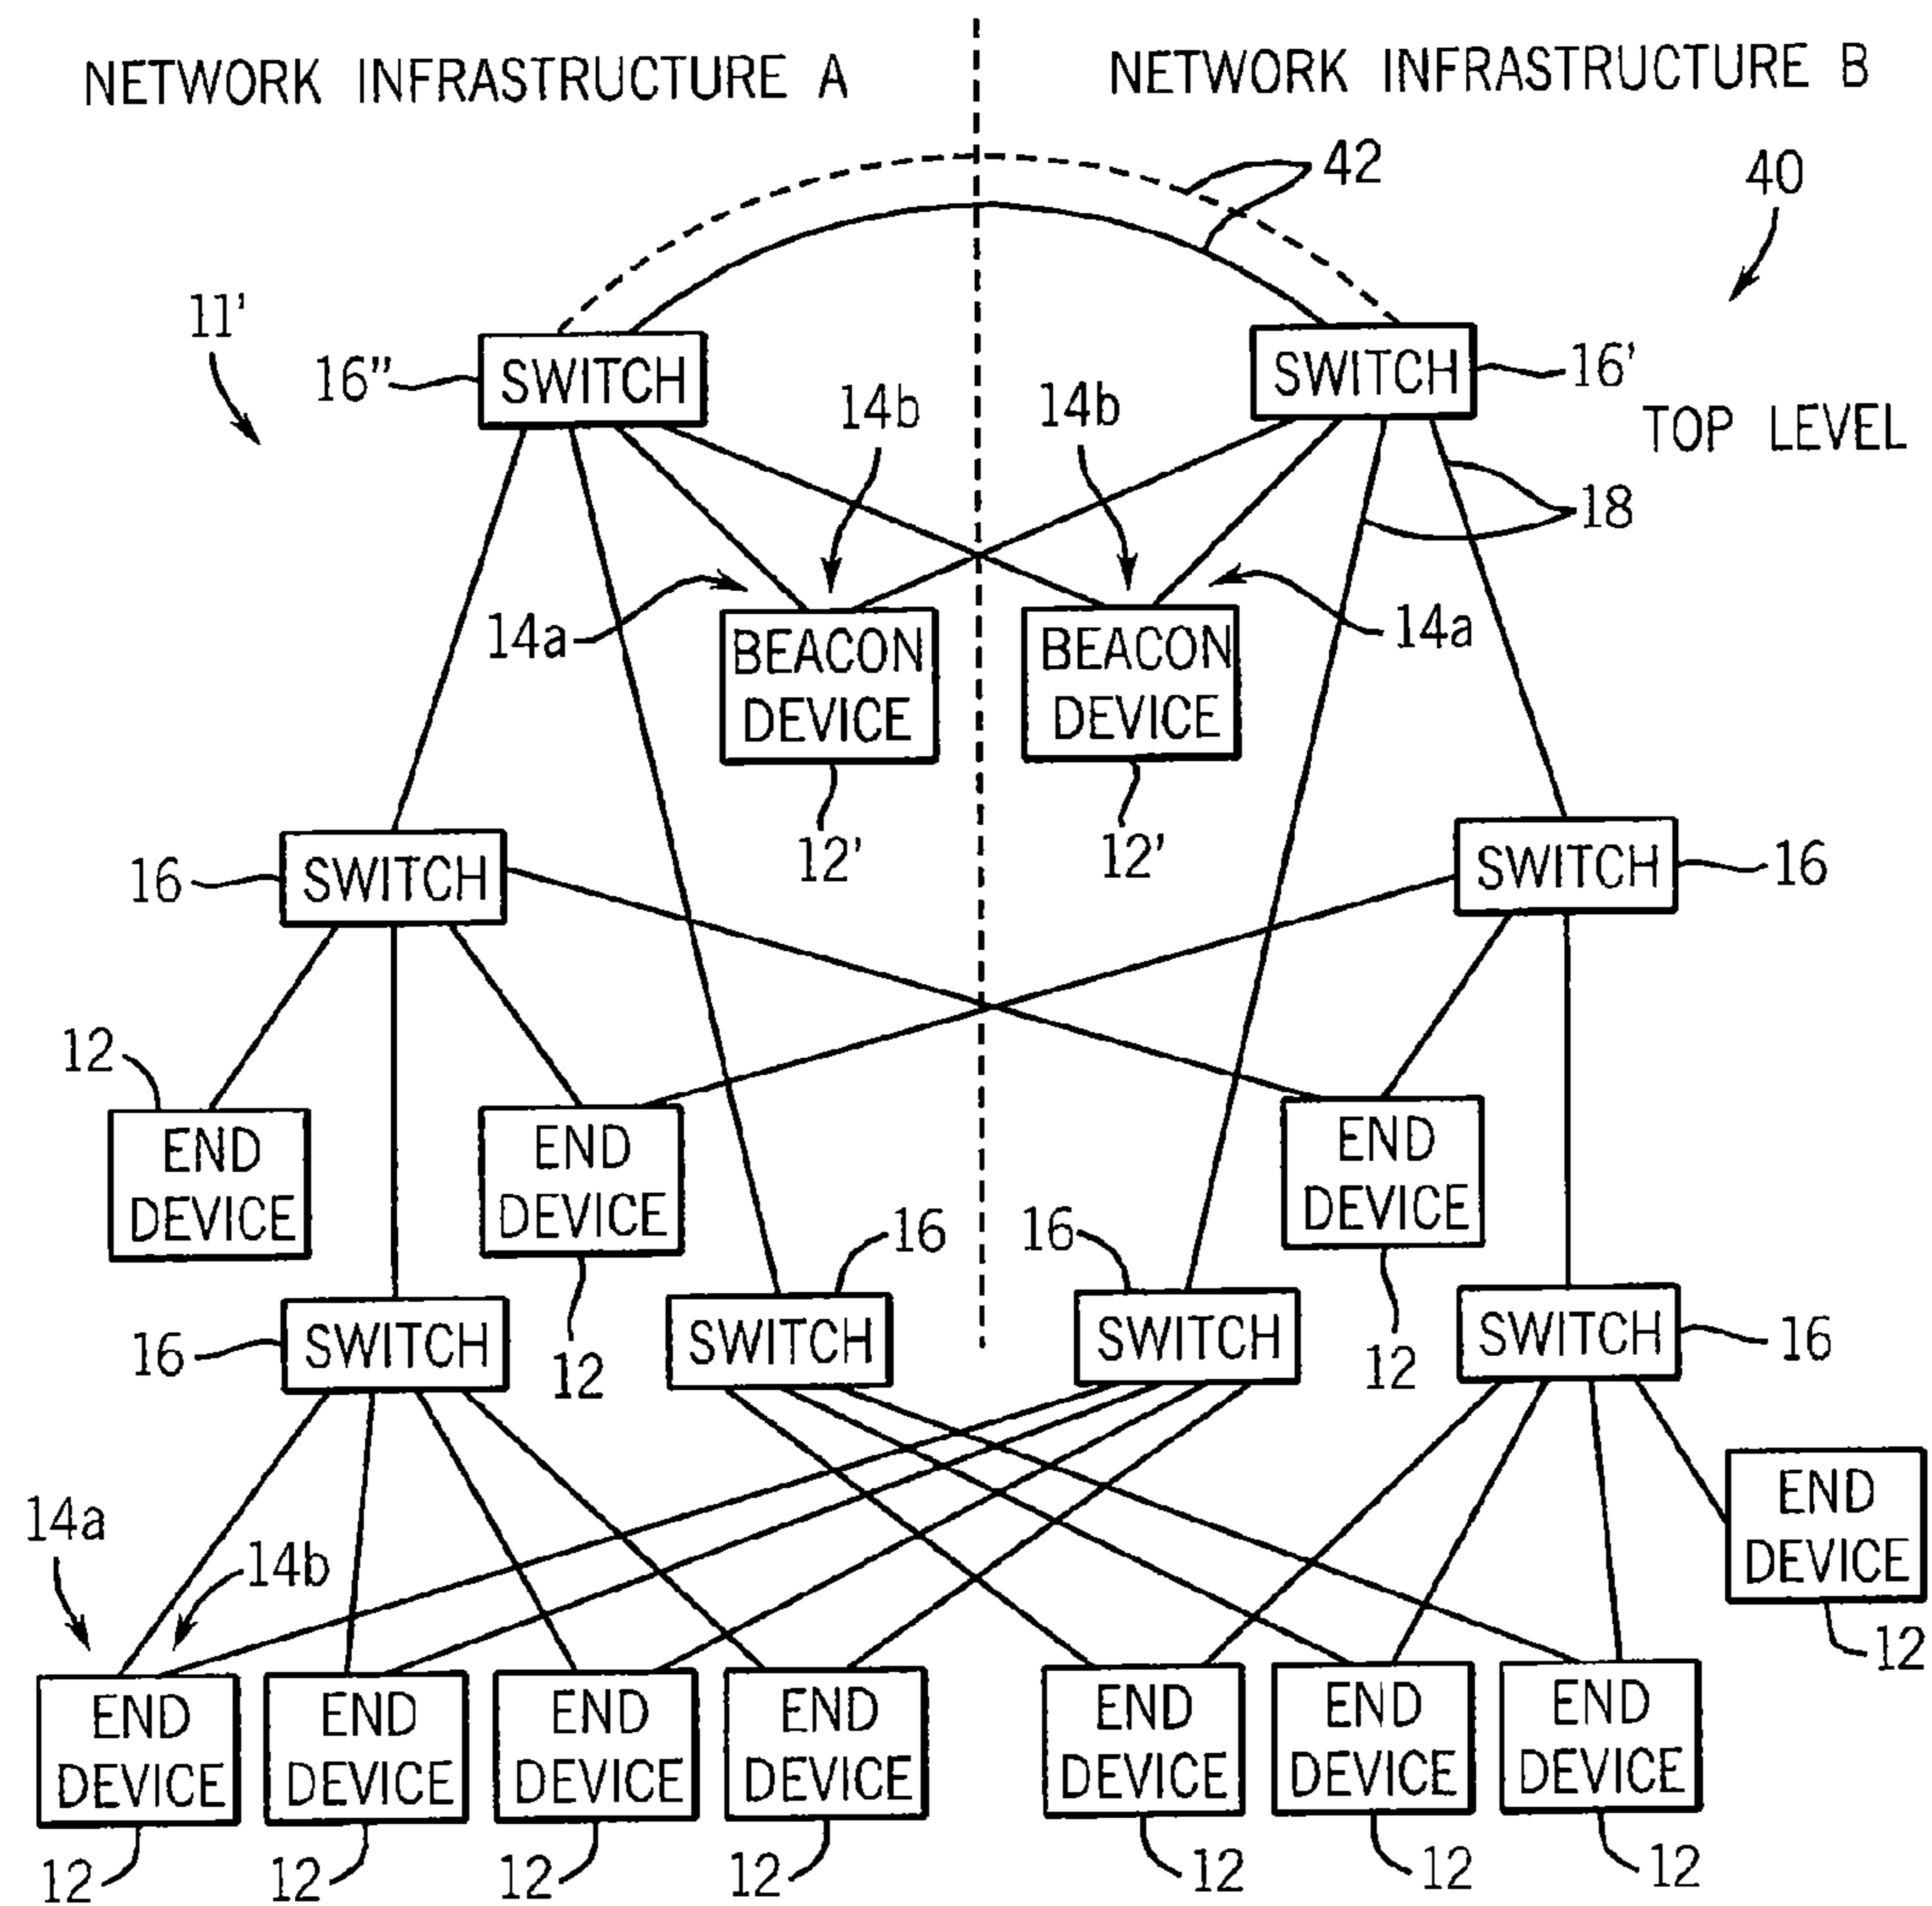 NETWORK INFRASTRUCTURE A
NETWORK INFRASTRUCTURE B
42
40
11'
16"
SWITCH
14b
14b
SWITCH
16'
TOP LEVEL
18
14a
BEACON
DEVICE
BEACON
DEVICE
14a
12'
12'
16
SWITCH
SWITCH
16
12
END
DEVICE
END
DEVICE
END
DEVICE
16
16
16
SWITCH
12
SWITCH
SWITCH
12
SWITCH
16
14a
14b
END
DEVICE
12
END
DEVICE
END
DEVICE
END
DEVICE
END
DEVICE
END
DEVICE
END
DEVICE
END
DEVICE
12
12
12
12
12
12
12